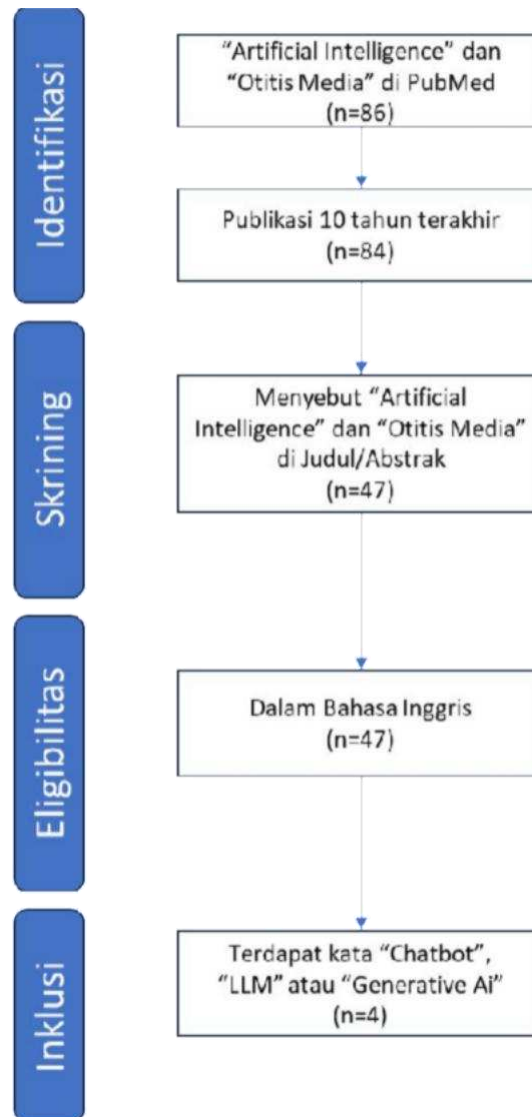 Identifikasi
“Artificial Intelligence” dan
“Otitis Media” di PubMed
(n=86)
Publikasi 10 tahun terakhir
(n=84)
Skrining
Menyebut “Artificial
Intelligence” dan “Otitis Media”
di Judul/Abstrak
(n=47)
Eligibilitas
Dalam Bahasa Inggris
(n=47)
Inklusi
Terdapat kata “Chatbot”,
“LLM” atau “Generative Ai”
(n=4)